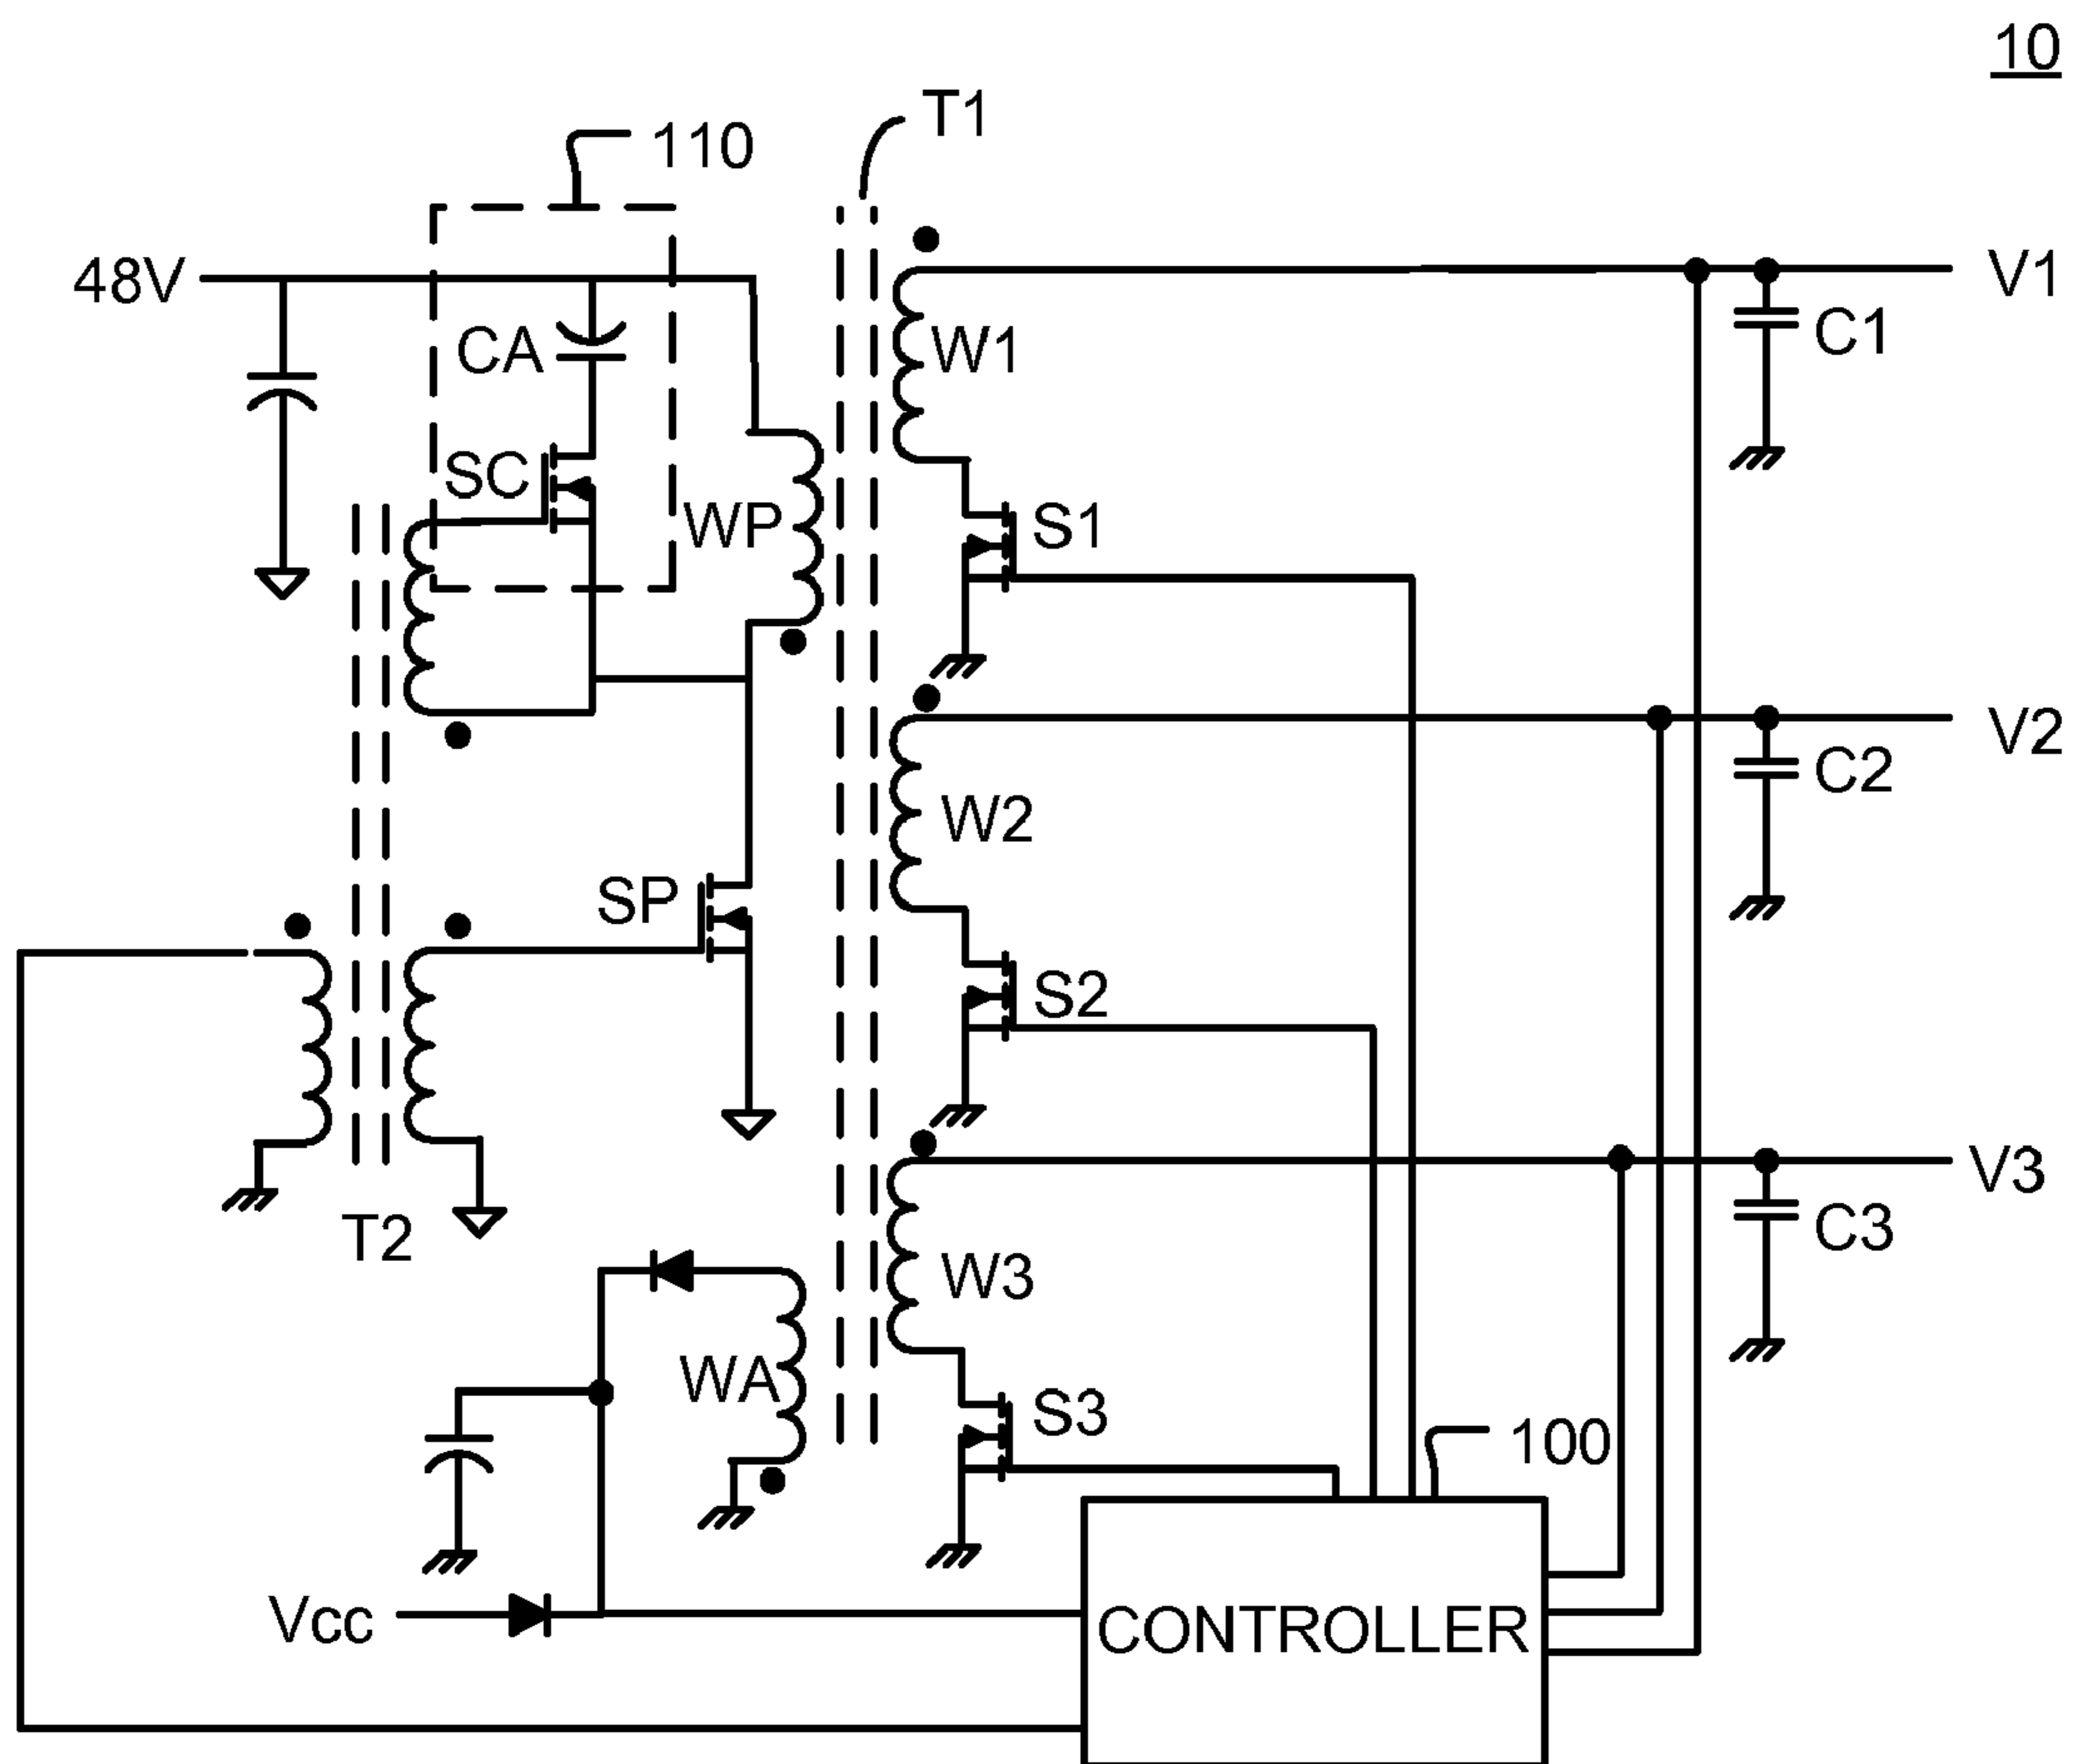 10
T1
110
48V
V1
CA
W1
C1
SC
WP
S1
V2
C2
W2
SP
S2
V3
T2
C3
W3
WA
S3
100
Vcc
CONTROLLER